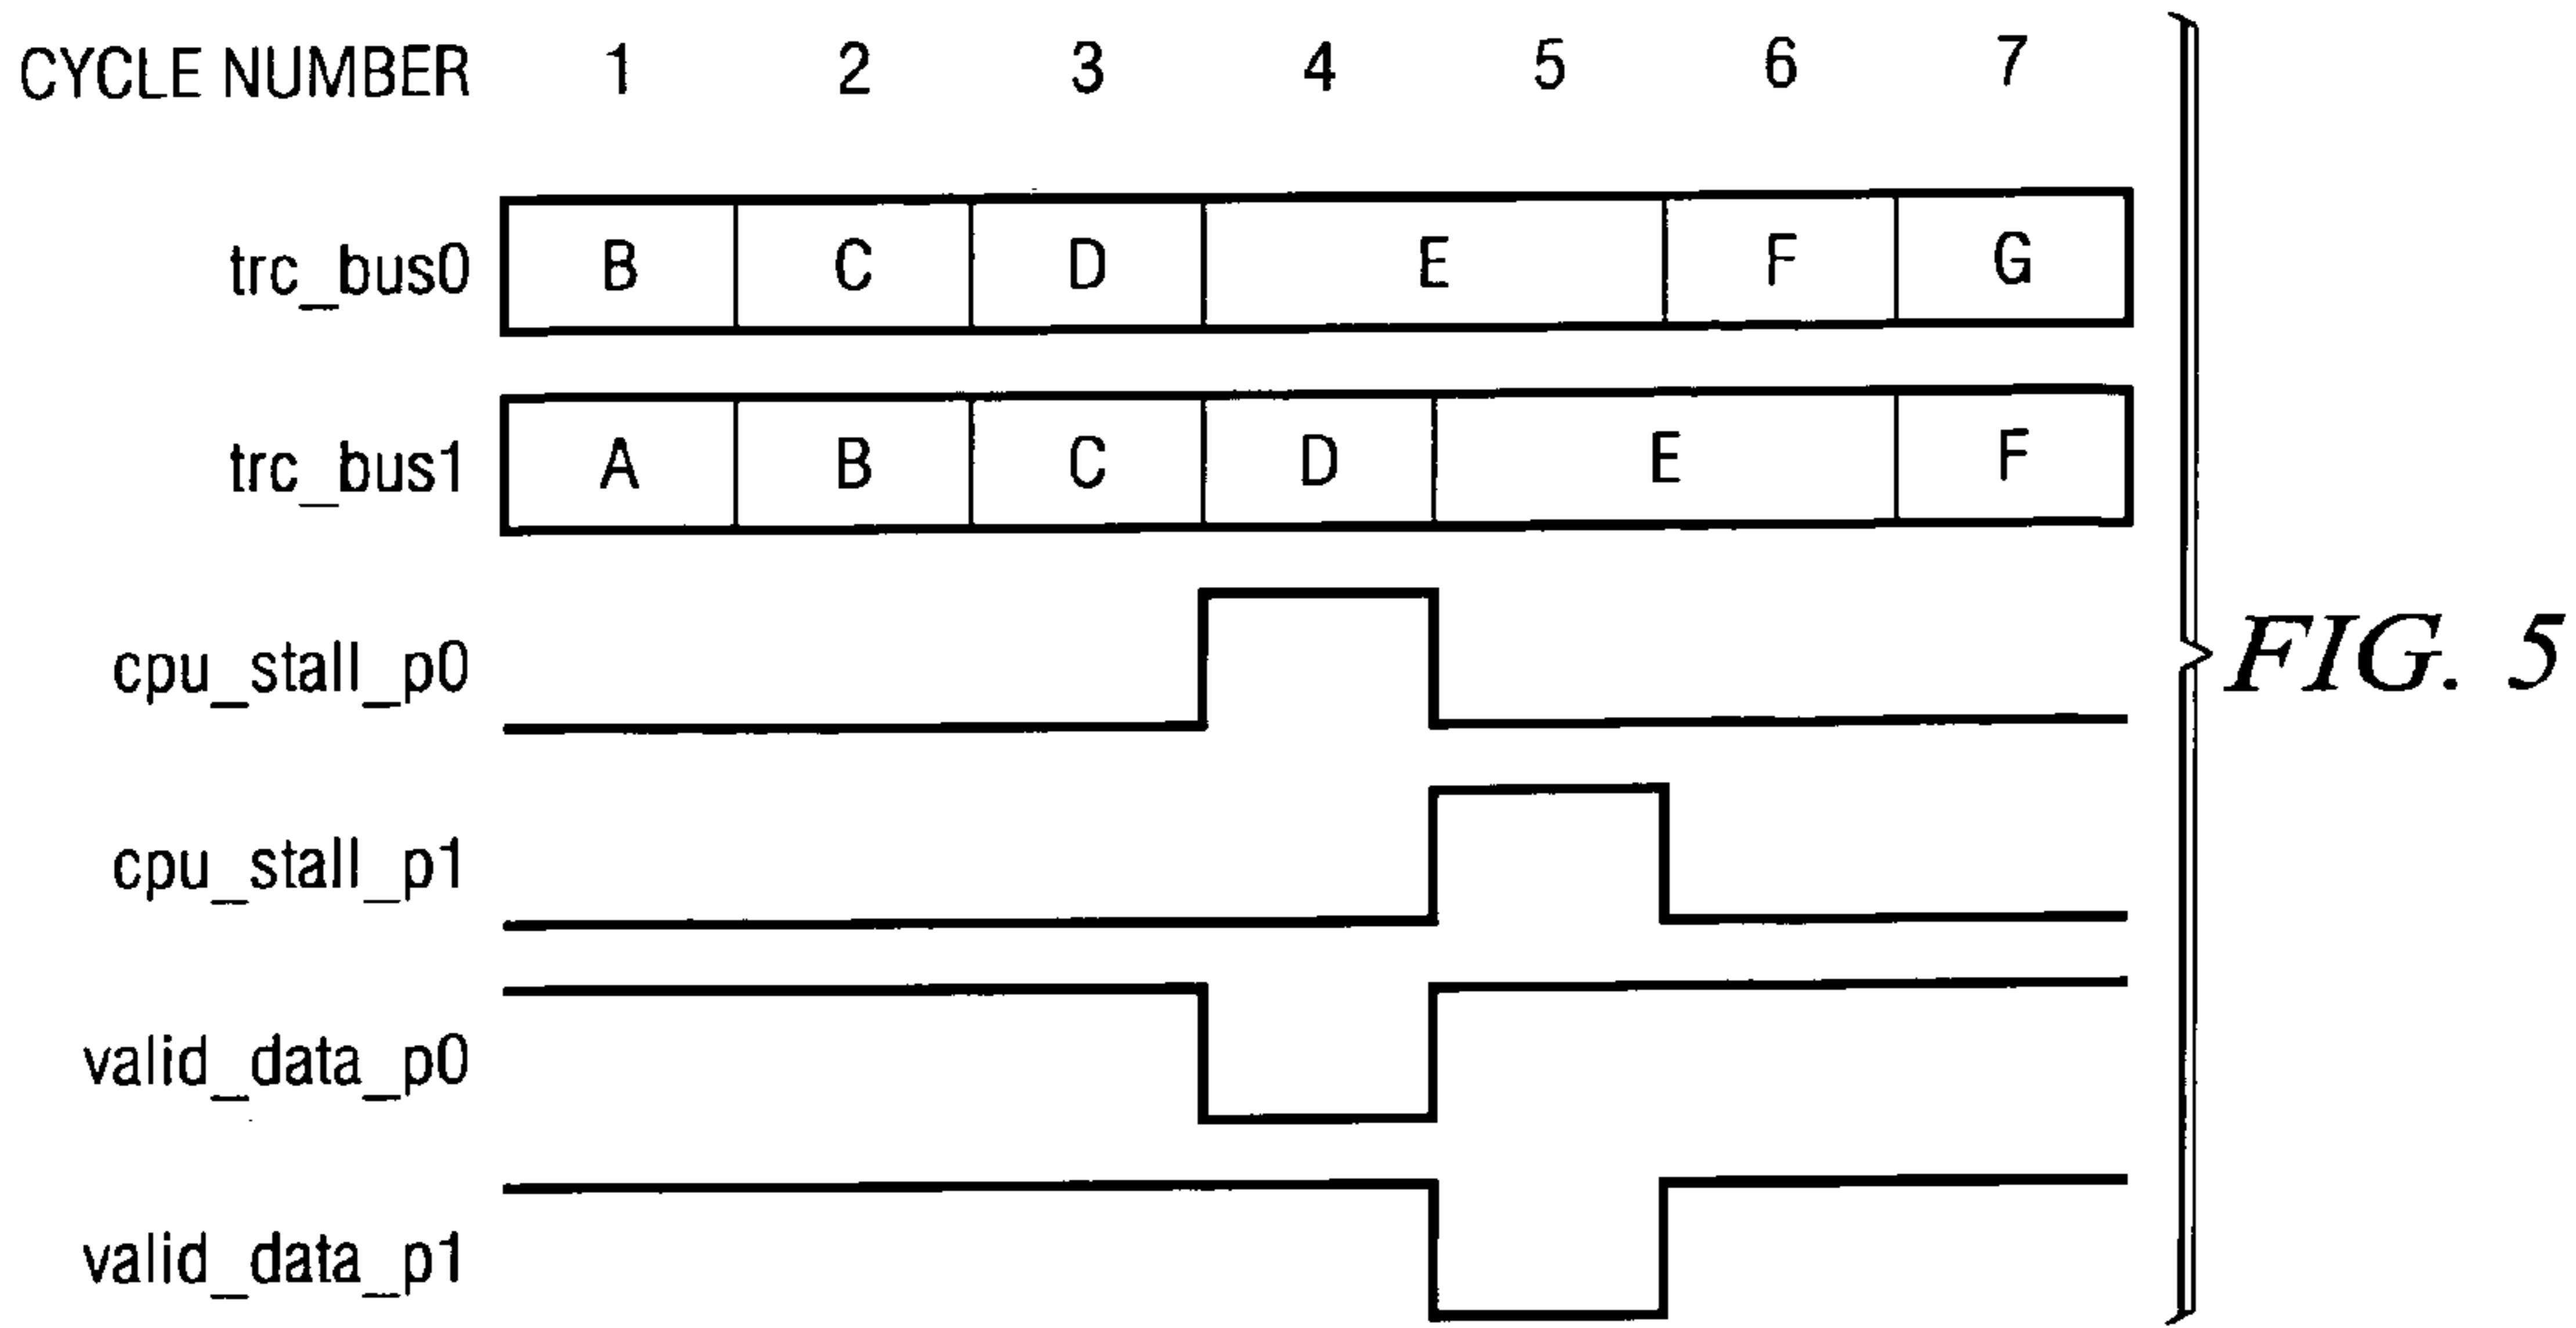 CYCLE NUMBER 1 2 3 4 5 6 7
trc_bus0 B C D E F G
trc_bus1 A B C D E F
cpu_stall_p0
FIG. 5
cpu_stall_p1
valid_data_p0
valid_data_p1